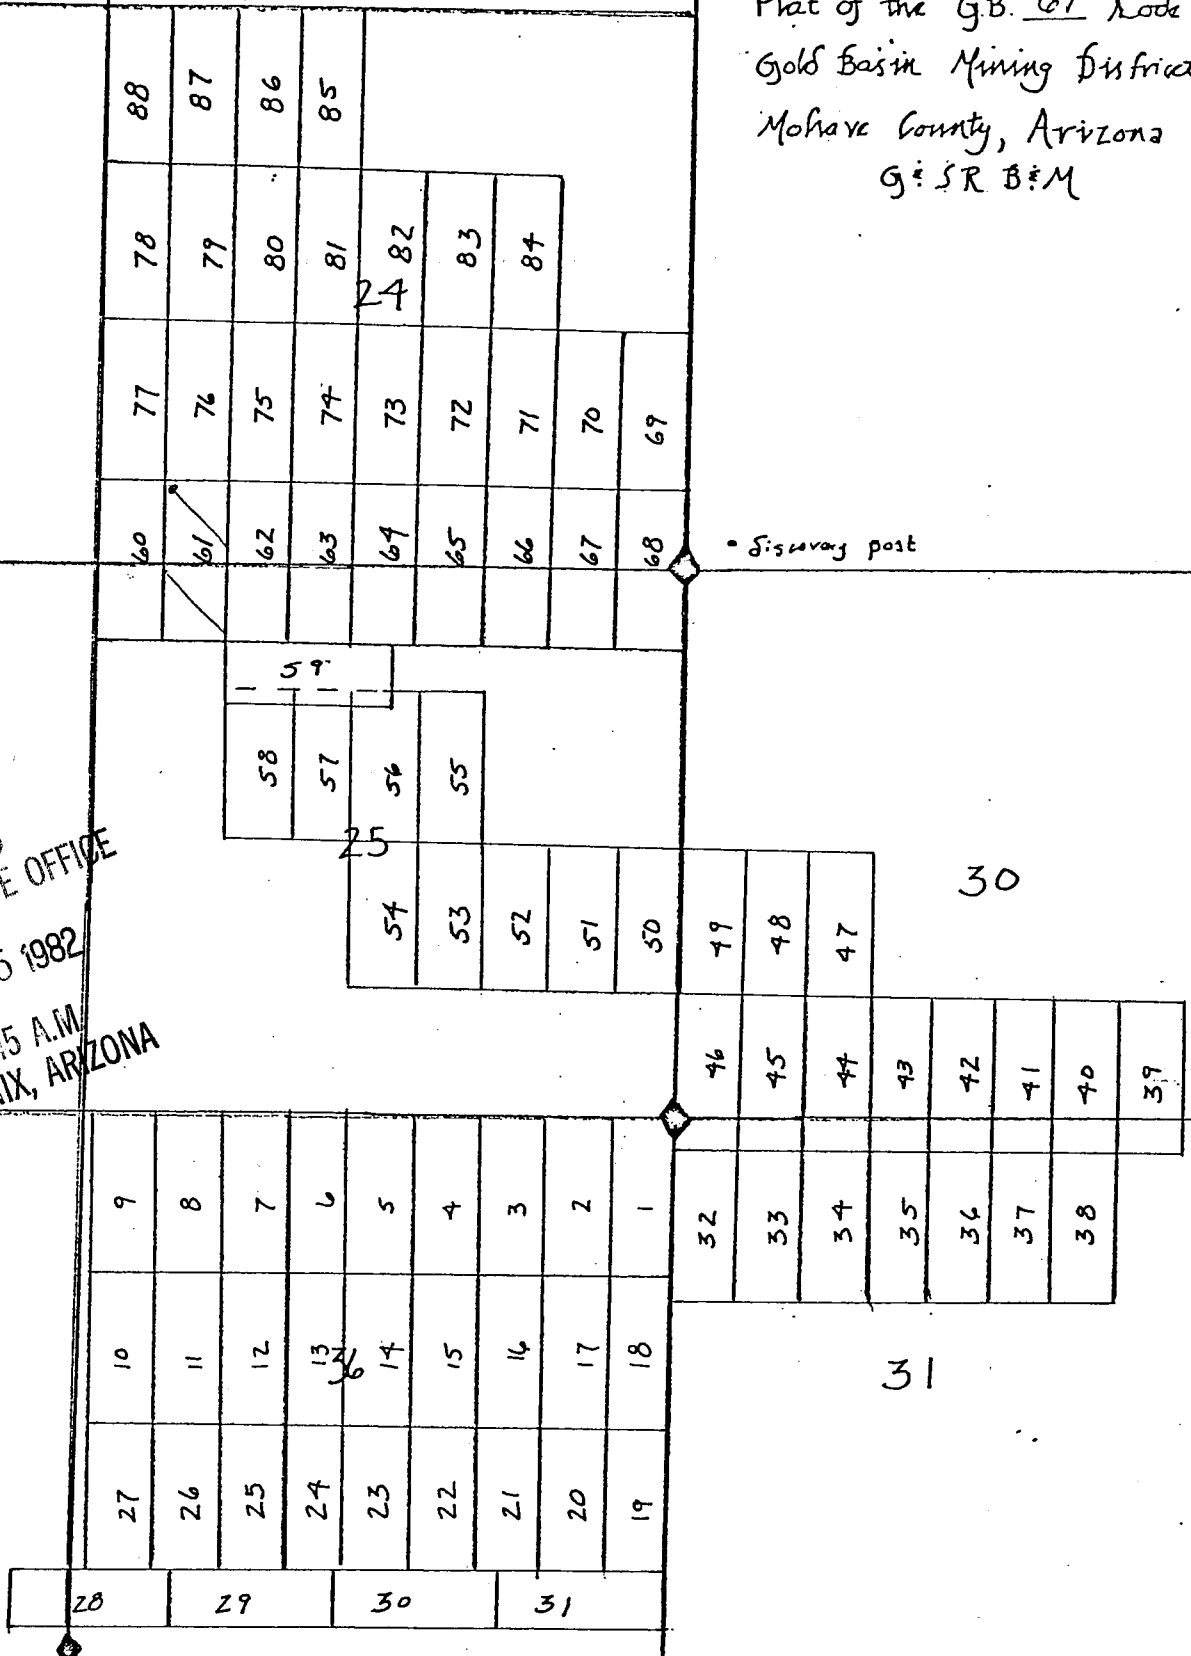 Plat of the G.B. 61 Lode
Gold Basin Mining District
Mohave County, Arizona
G & S R B & M
88 87 86 85
78 79 80 81 82 83 84
24
77 76 75 74 73 72 71 70 69
60 61 62 63 64 65 66 67 68
• discovery post
59
58 57 56 55
25
30
54 53 52 51 50 49 48 47
E OFFICE
5 1982
15 A.M.
IX, ARIZONA
46 45 44 43 42 41 40 39
9 8 7 6 5 4 3 2 1
32 33 34 35 36 37 38
10 11 12 13 14 15 16 17 18
36
31
27 26 25 24 23 22 21 20 19
28 29 30 31